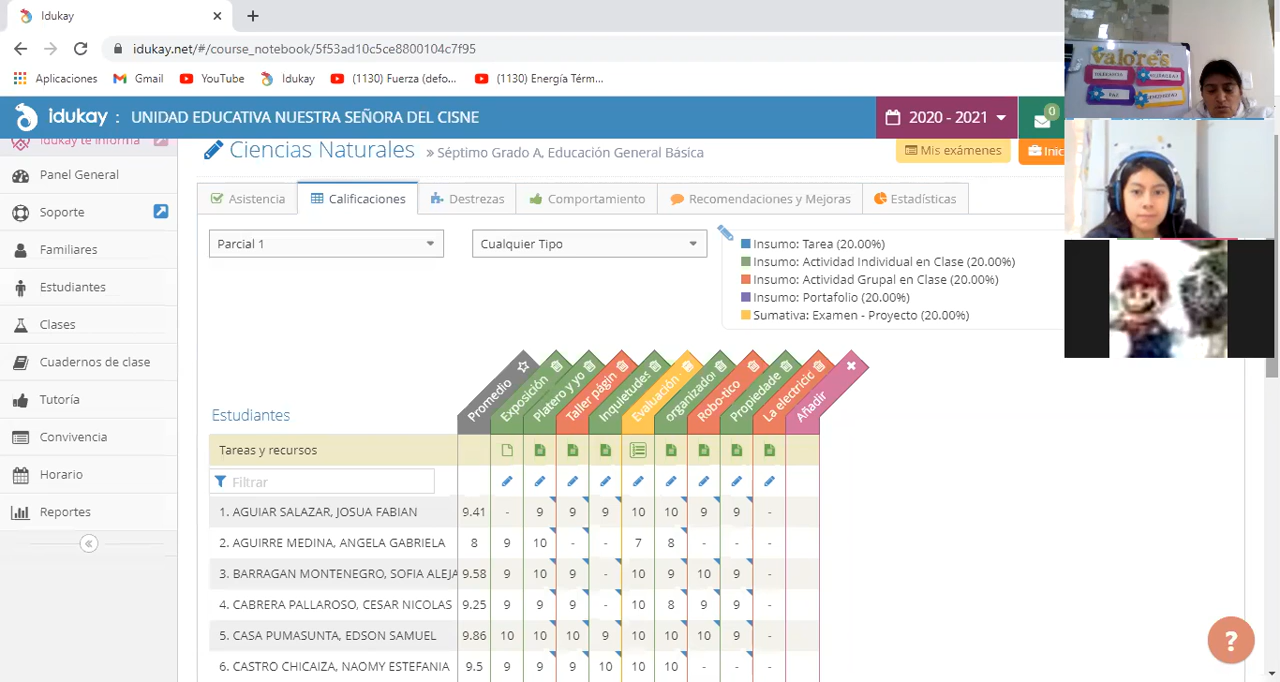 Idukay
idukay.net/#/course_notebook/5f53ad10c5ce8800104c7f95
Aplicaciones Gmail YouTube Idukay (1130) Fuerza (defo... (1130) Energía Térm...
idukay : UNIDAD EDUCATIVA NUESTRA SEÑORA DEL CISNE 2020 - 2021 0
Idukay te informa
Panel General
Soporte
Familiares
Estudiantes
Clases
Cuadernos de clase
Tutoría
Convivencia
Horario
Reportes
Ciencias Naturales » Séptimo Grado A, Educación General Básica Mis exámenes Inic
Asistencia Calificaciones Destrezas Comportamiento Recomendaciones y Mejoras Estadísticas
Parcial 1 Cualquier Tipo
Insumo: Tarea (20.00%)
Insumo: Actividad Individual en Clase (20.00%)
Insumo: Actividad Grupal en Clase (20.00%)
Insumo: Portafolio (20.00%)
Sumativa: Examen - Proyecto (20.00%)
Estudiantes Promedio Exposición Platero y yo Taller págin Inquietudes Evaluación organizador Robo-tico Propiedade La electricid Añadir
Tareas y recursos
Filtrar
1. AGUIAR SALAZAR, JOSUA FABIAN 9.41 - 9 9 9 10 10 9 9 -
2. AGUIRRE MEDINA, ANGELA GABRIELA 8 9 10 - - 7 8 - - -
3. BARRAGAN MONTENEGRO, SOFIA ALEJA 9.58 9 10 9 - 10 9 10 9 -
4. CABRERA PALLAROSO, CESAR NICOLAS 9.25 9 9 9 - 10 8 9 9 -
5. CASA PUMASUNTA, EDSON SAMUEL 9.86 10 10 10 9 10 10 10 9 -
6. CASTRO CHICAIZA, NAOMY ESTEFANIA 9.5 9 9 9 10 10 10 - - -
valores
?